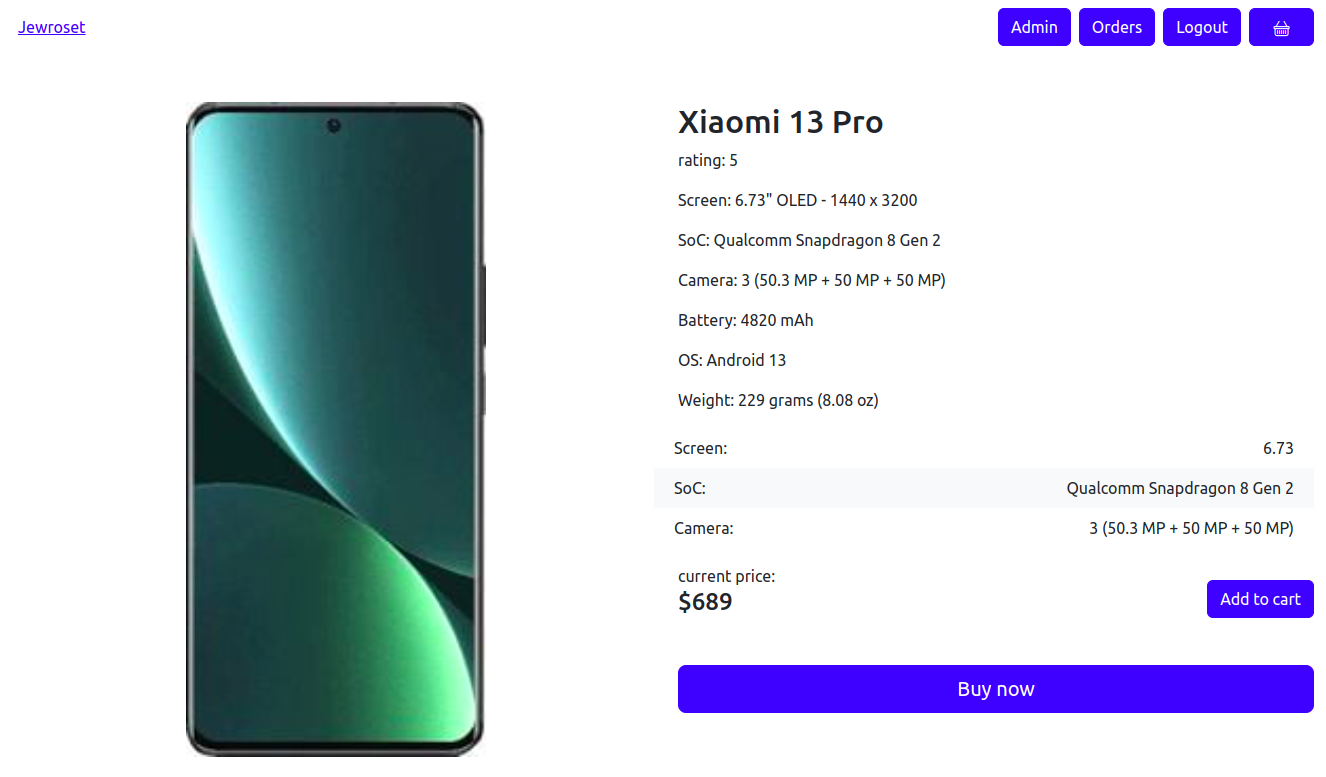 Jewroset
Admin Orders Logout
Xiaomi 13 Pro
rating: 5
Screen: 6.73" OLED - 1440 x 3200
SoC: Qualcomm Snapdragon 8 Gen 2
Camera: 3 (50.3 MP + 50 MP + 50 MP)
Battery: 4820 mAh
OS: Android 13
Weight: 229 grams (8.08 oz)
Screen: 6.73
SoC: Qualcomm Snapdragon 8 Gen 2
Camera: 3 (50.3 MP + 50 MP + 50 MP)
current price:
$689
Add to cart
Buy now